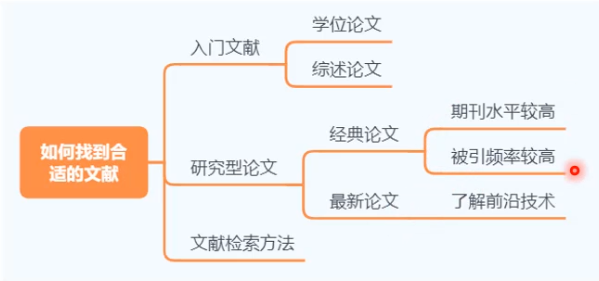 如何找到合
适的文献
入门文献
学位论文
综述论文
研究型论文
经典论文
期刊水平较高
被引频率较高
最新论文
了解前沿技术
文献检索方法